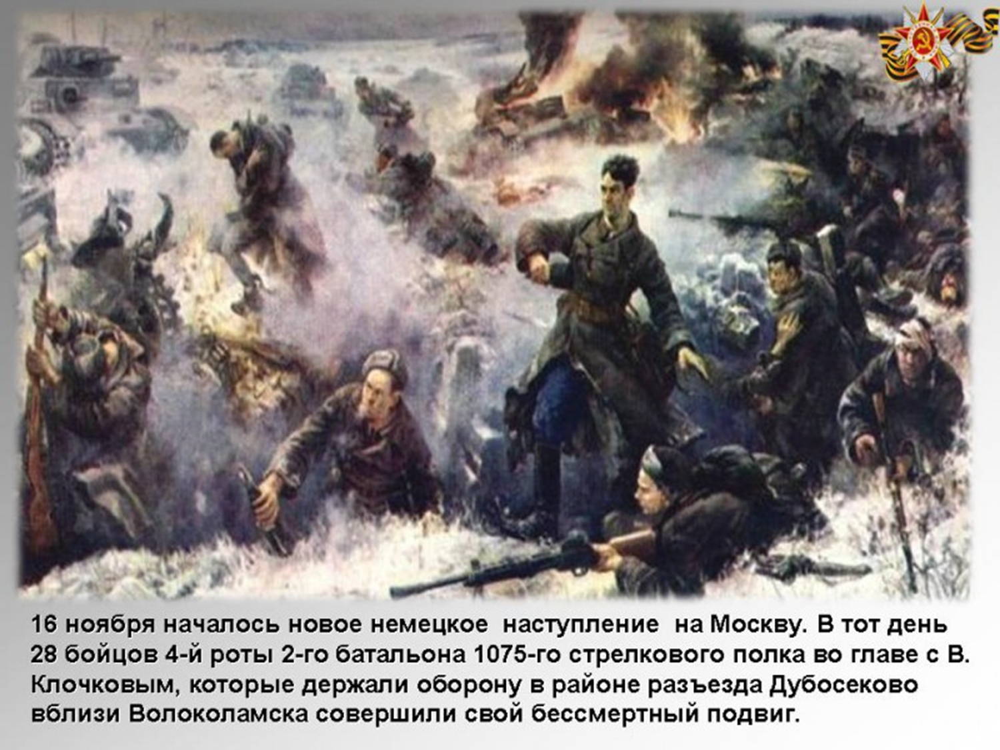 16 ноября началось новое немецкое наступление на Москву. В тот день
28 бойцов 4-й роты 2-го батальона 1075-го стрелкового полка во главе с В.
Клочковым, которые держали оборону в районе разъезда Дубосеково
вблизи Волоколамска совершили свой бессмертный подвиг.